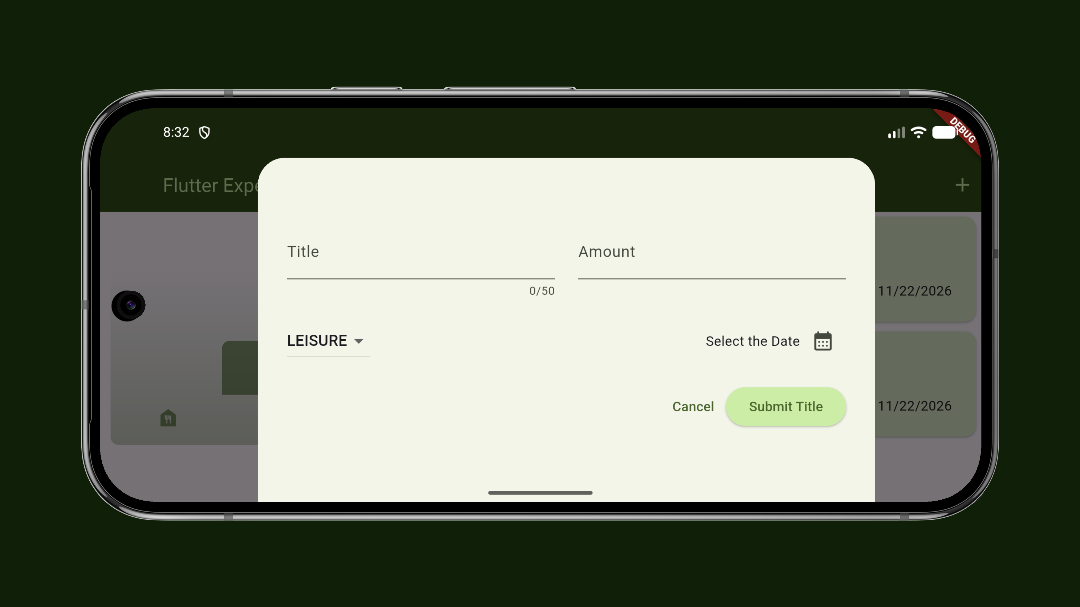 8:32
DEBUG
Flutter Expe
Title
Amount
0/50
11/22/2026
LEISURE
Select the Date
Cancel
Submit Title
11/22/2026